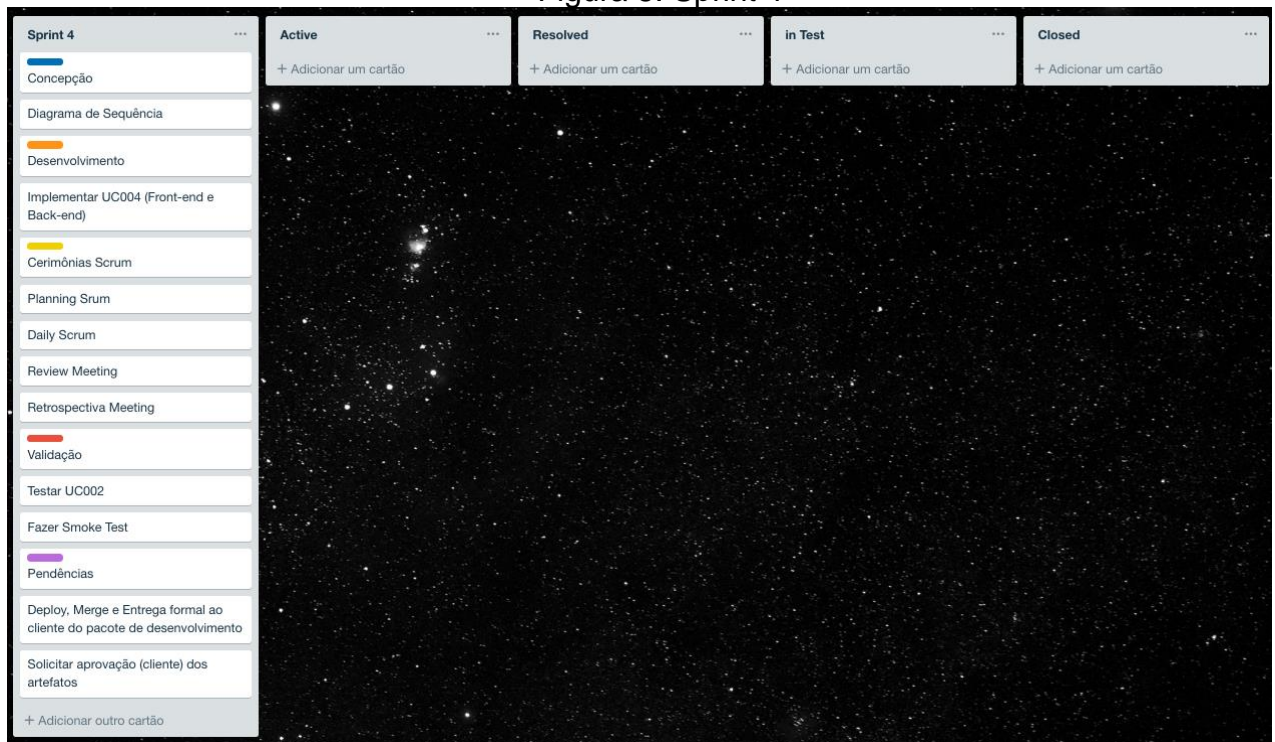 Sprint 4 ...
Concepção
Diagrama de Sequência
Desenvolvimento
Implementar UC004 (Front-end e
Back-end)
Cerimônias Scrum
Planning Srum
Daily Scrum
Review Meeting
Retrospectiva Meeting
Validação
Testar UC002
Fazer Smoke Test
Pendências
Deploy, Merge e Entrega formal ao
cliente do pacote de desenvolvimento
Solicitar aprovação (cliente) dos
artefatos
+ Adicionar outro cartão
Active ...
+ Adicionar um cartão
Resolved ...
+ Adicionar um cartão
in Test ...
+ Adicionar um cartão
Closed ...
+ Adicionar um cartão